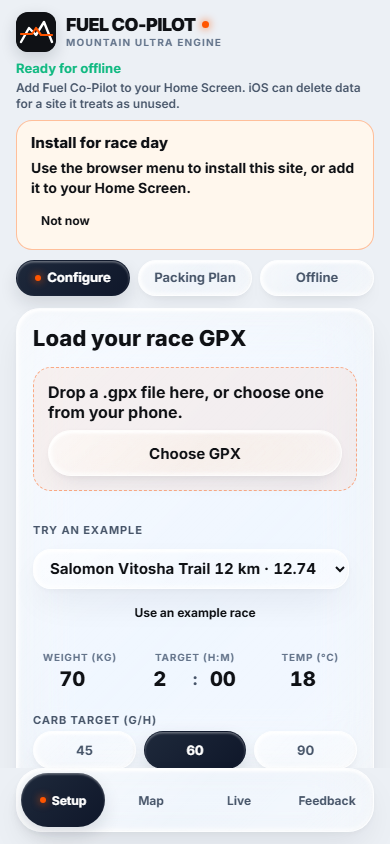 FUEL CO-PILOT
MOUNTAIN ULTRA ENGINE
Ready for offline
Add Fuel Co-Pilot to your Home Screen. iOS can delete data
for a site it treats as unused.
Install for race day
Use the browser menu to install this site, or add
it to your Home Screen.
Not now
Configure
Packing Plan
Offline
Load your race GPX
Drop a .gpx file here, or choose one
from your phone.
Choose GPX
TRY AN EXAMPLE
Salomon Vitosha Trail 12 km · 12.74
Use an example race
WEIGHT (KG) TARGET (H:M) TEMP (°C)
70 2 : 00 18
CARB TARGET (G/H)
45 60 90
Setup Map Live Feedback